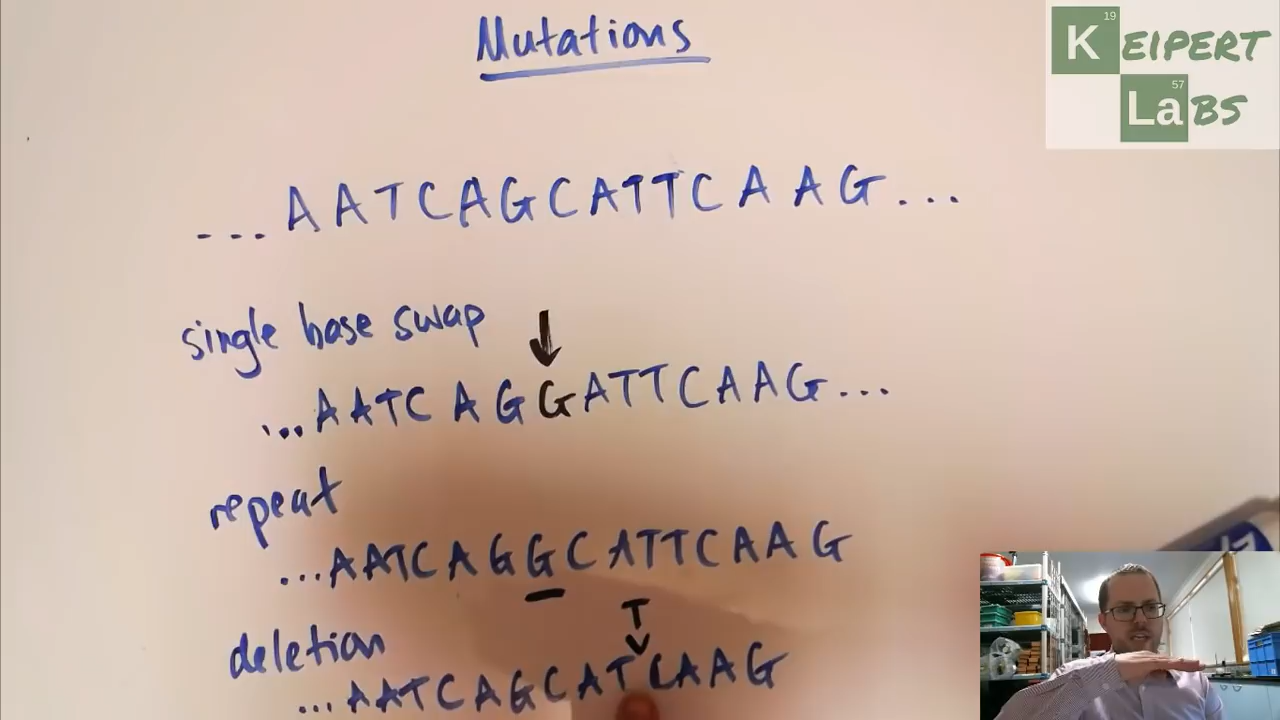 Mutations
19
KEIPERT
57
LaBS
...AATCAGCATTCAAG...
single base swap
...AATCAGGATTCAAG...
repeat
...AATCAGGCATTCAAG
T
deletion
...AATCAGCATCAAG